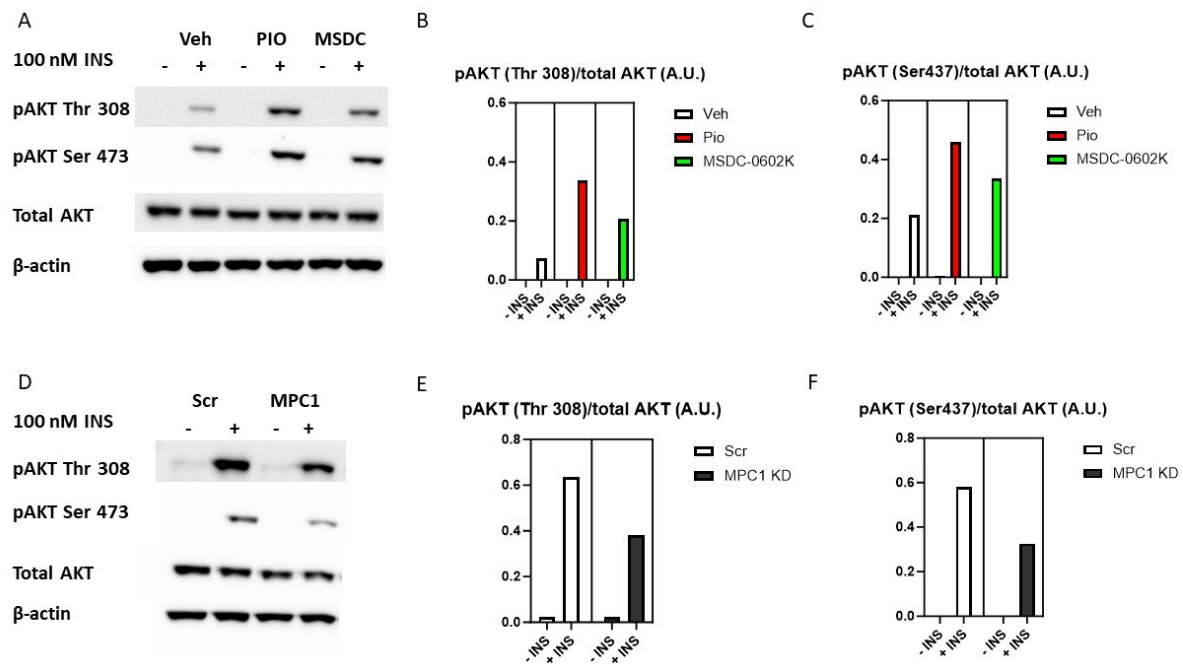 A
Veh PIO MSDC
100 nM INS - + - + - +
pAKT Thr 308
pAKT Ser 473
Total AKT
β-actin
B
pAKT (Thr 308)/total AKT (A.U.)
0.6
0.4
0.2
0.0
- INS + INS - INS + INS - INS + INS
Veh
Pio
MSDC-0602K
C
pAKT (Ser437)/total AKT (A.U.)
0.6
0.4
0.2
0.0
- INS + INS - INS + INS - INS + INS
Veh
Pio
MSDC-0602K
D
Scr MPC1
100 nM INS - + - +
pAKT Thr 308
pAKT Ser 473
Total AKT
β-actin
E
pAKT (Thr 308)/total AKT (A.U.)
0.8
0.6
0.4
0.2
0.0
- INS + INS - INS + INS
Scr
MPC1 KD
F
pAKT (Ser437)/total AKT (A.U.)
0.8
0.6
0.4
0.2
0.0
- INS + INS - INS + INS
Scr
MPC1 KD